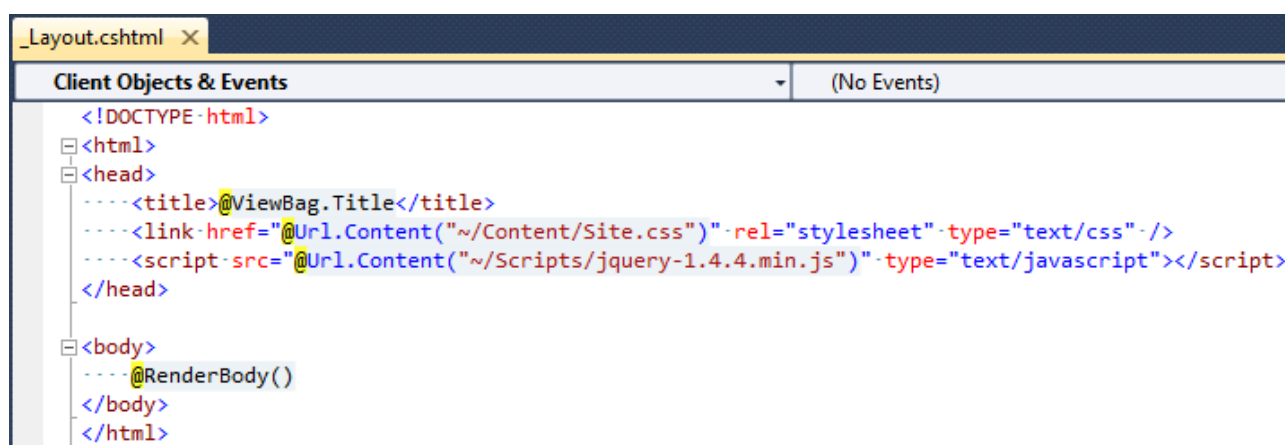 _Layout.cshtml ×
Client Objects & Events (No Events)
<!DOCTYPE html>
<html>
<head>
    <title>@ViewBag.Title</title>
    <link href="@Url.Content("~/Content/Site.css")" rel="stylesheet" type="text/css" />
    <script src="@Url.Content("~/Scripts/jquery-1.4.4.min.js")" type="text/javascript"></script>
</head>
<body>
    @RenderBody()
</body>
</html>